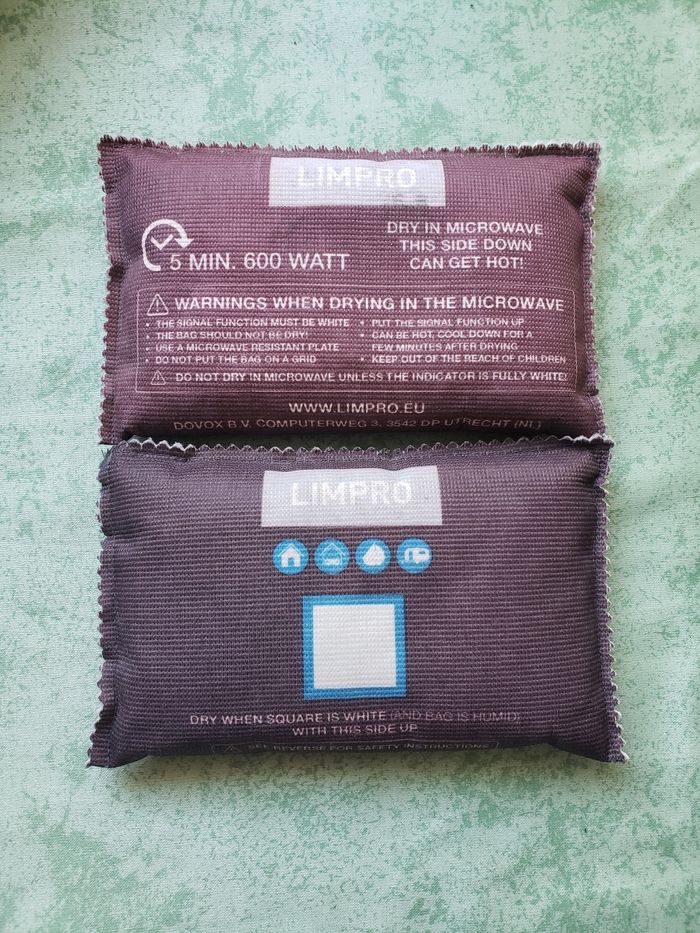 LIMPRO
5 MIN. 600 WATT
DRY IN MICROWAVE
THIS SIDE DOWN
CAN GET HOT!
WARNINGS WHEN DRYING IN THE MICROWAVE
• THE SIGNAL FUNCTION MUST BE WHITE
• THE BAG SHOULD NOT BE DRY!
• USE A MICROWAVE RESISTANT PLATE
• DO NOT PUT THE BAG ON A GRID
• PUT THE SIGNAL FUNCTION UP
• CAN BE HOT, COOL DOWN FOR A
FEW MINUTES AFTER DRYING
• KEEP OUT OF THE REACH OF CHILDREN
DO NOT DRY IN MICROWAVE UNLESS THE INDICATOR IS FULLY WHITE!
WWW.LIMPRO.EU
DOVOX B.V. COMPUTERWEG 3, 3542 DP UTRECHT (NL)
LIMPRO
DRY WHEN SQUARE IS WHITE (AND BAG IS HUMID)
WITH THIS SIDE UP
SEE REVERSE FOR SAFETY INSTRUCTIONS